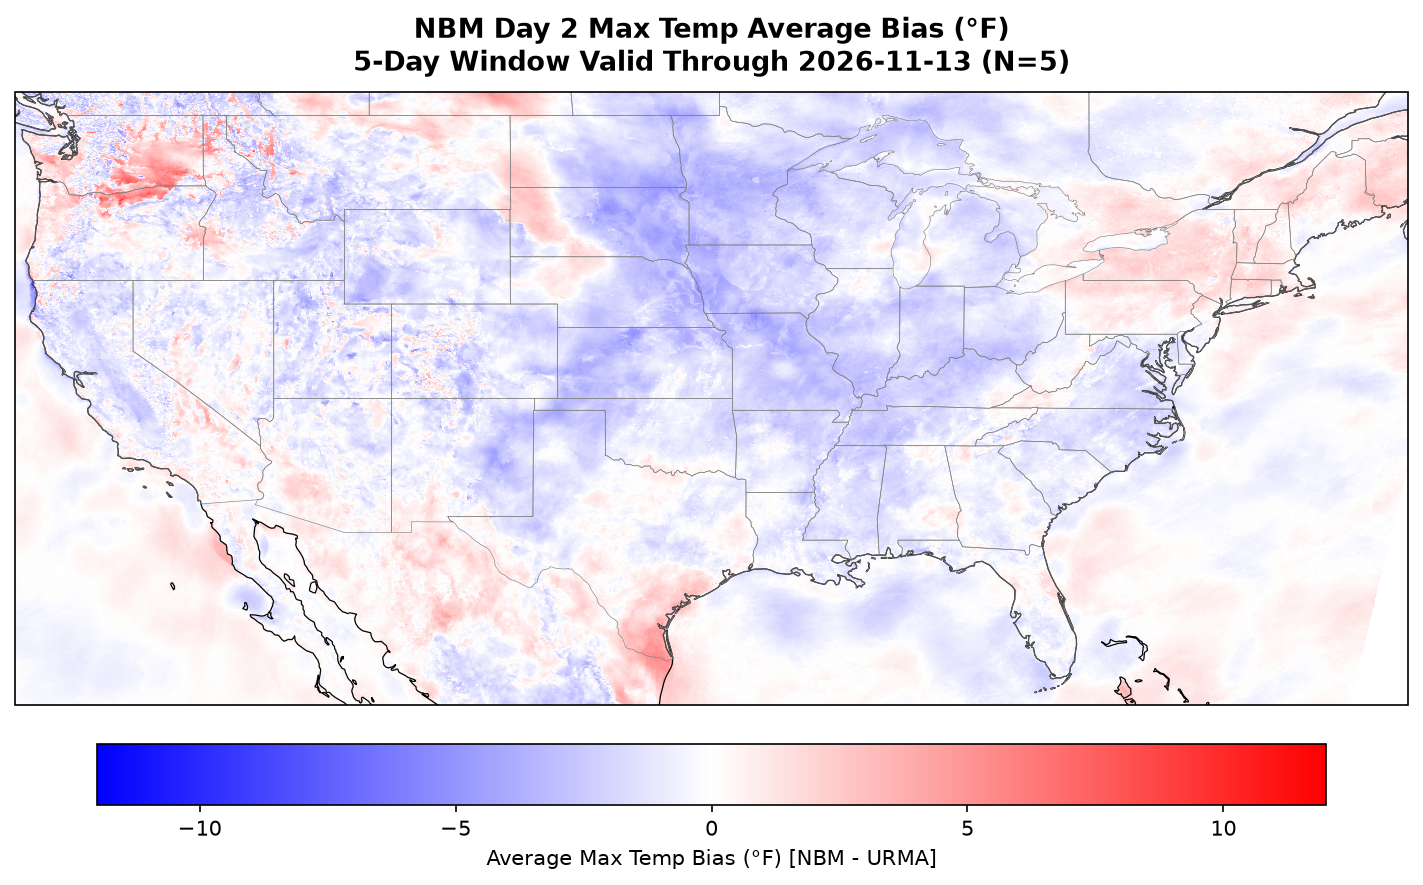 NBM Day 2 Max Temp Average Bias (°F)
5-Day Window Valid Through 2026-11-13 (N=5)
−10 −5 0 5 10
Average Max Temp Bias (°F) [NBM - URMA]